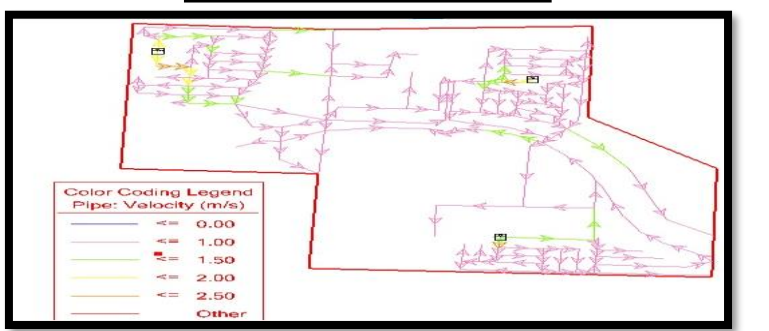 Color Coding Legend
Pipe: Velocity (m/s)
<= 0.00
<= 1.00
<= 1.50
<= 2.00
<= 2.50
Other